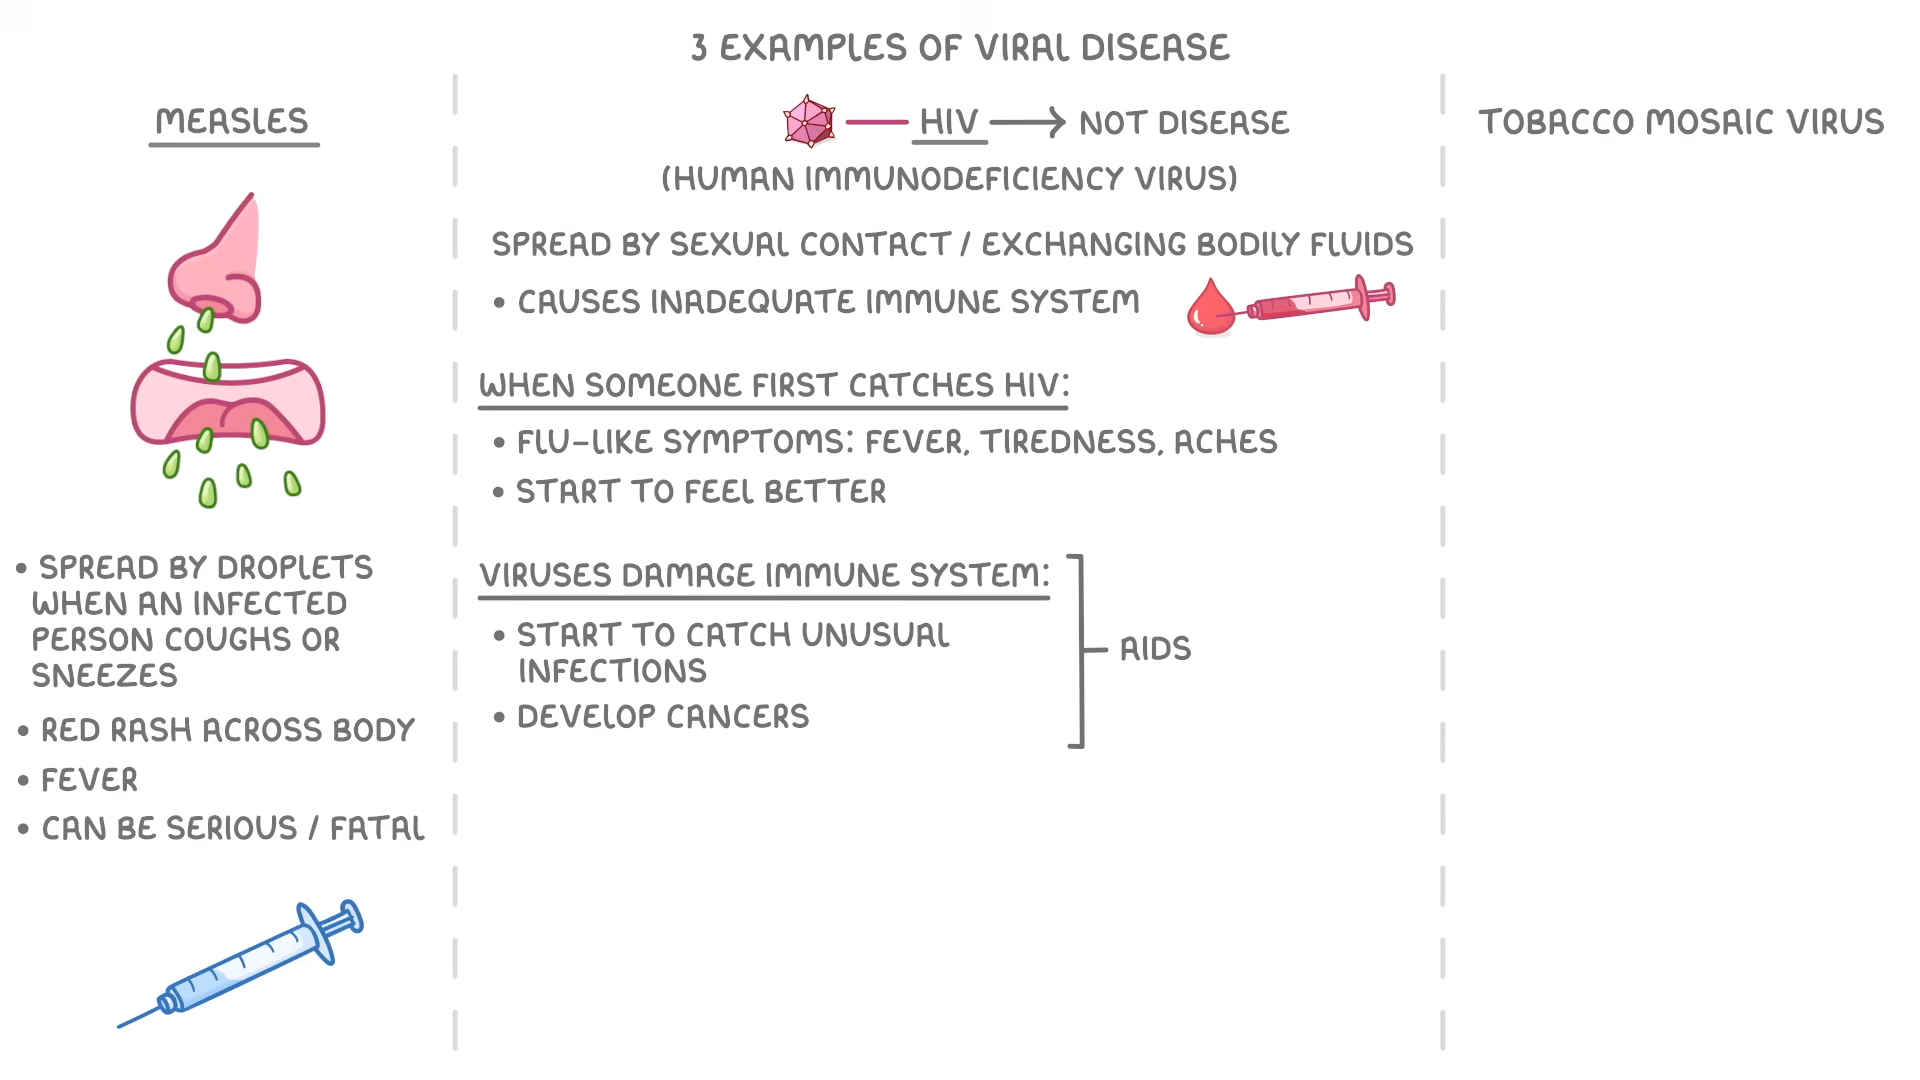 3 EXAMPLES OF VIRAL DISEASE
MEASLES
• SPREAD BY DROPLETS
WHEN AN INFECTED
PERSON COUGHS OR
SNEEZES
• RED RASH ACROSS BODY
• FEVER
• CAN BE SERIOUS / FATAL
HIV → NOT DISEASE
(HUMAN IMMUNODEFICIENCY VIRUS)
SPREAD BY SEXUAL CONTACT / EXCHANGING BODILY FLUIDS
• CAUSES INADEQUATE IMMUNE SYSTEM
WHEN SOMEONE FIRST CATCHES HIV:
• FLU-LIKE SYMPTOMS: FEVER, TIREDNESS, ACHES
• START TO FEEL BETTER
VIRUSES DAMAGE IMMUNE SYSTEM:
• START TO CATCH UNUSUAL
INFECTIONS
• DEVELOP CANCERS
AIDS
TOBACCO MOSAIC VIRUS